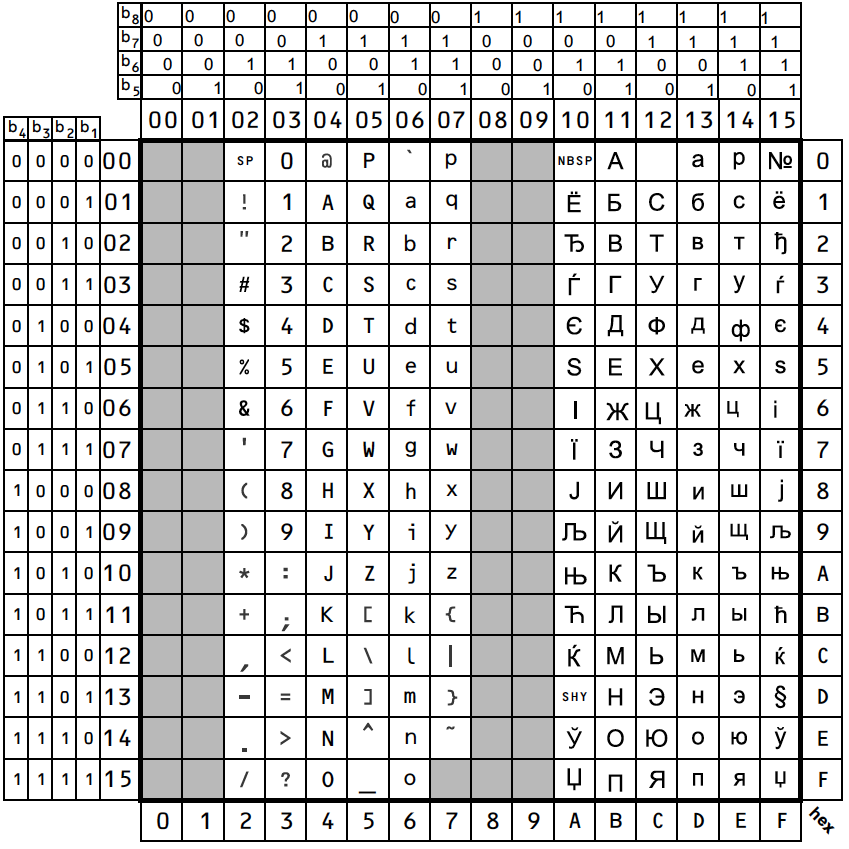 b8 0 0 0 0 0 0 0 0 1 1 1 1 1 1 1 1
b7 0 0 0 0 1 1 1 1 0 0 0 0 1 1 1 1
b6 0 0 1 1 0 0 1 1 0 0 1 1 0 0 1 1
b5 0 1 0 1 0 1 0 1 0 1 0 1 0 1 0 1
b4 b3 b2 b1 00 01 02 03 04 05 06 07 08 09 10 11 12 13 14 15
0 0 0 0 00 SP 0 @ P ` p NBSP А а р № 0
0 0 0 1 01 ! 1 A Q a q Ё Б С б с ё 1
0 0 1 0 02 " 2 B R b r Ђ В Т в т ђ 2
0 0 1 1 03 # 3 C S c s Ѓ Г У г у ѓ 3
0 1 0 0 04 $ 4 D T d t Є Д Ф д ф є 4
0 1 0 1 05 % 5 E U e u Ѕ Е Х е х ѕ 5
0 1 1 0 06 & 6 F V f v І Ж Ц ж ц і 6
0 1 1 1 07 ' 7 G W g w Ї З Ч з ч ї 7
1 0 0 0 08 ( 8 H X h x Ј И Ш и ш ј 8
1 0 0 1 09 ) 9 I Y i y Љ Й Щ й щ љ 9
1 0 1 0 10 * : J Z j z Њ К Ъ к ъ њ A
1 0 1 1 11 + ; K [ k { Ћ Л Ы л ы ћ B
1 1 0 0 12 , < L \ l | Ќ М Ь м ь ќ C
1 1 0 1 13 - = M ] m } SHY Н Э н э § D
1 1 1 0 14 . > N ^ n ~ Ў О Ю о ю ў E
1 1 1 1 15 / ? O _ o Џ П Я п я џ F
0 1 2 3 4 5 6 7 8 9 A B C D E F hex